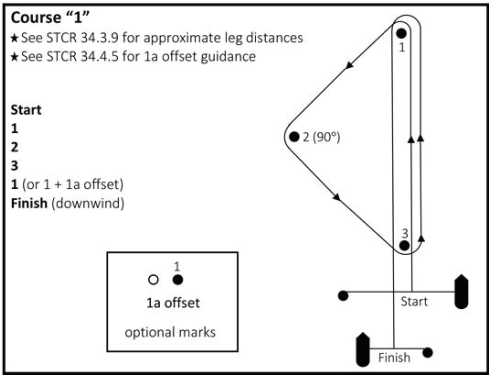 Course “1”
★See STCR 34.3.9 for approximate leg distances
★See STCR 34.4.5 for 1a offset guidance
Start
1
2
3
1 (or 1 + 1a offset)
Finish (downwind)
1
2 (90°)
3
Start
Finish
1
1a offset
optional marks